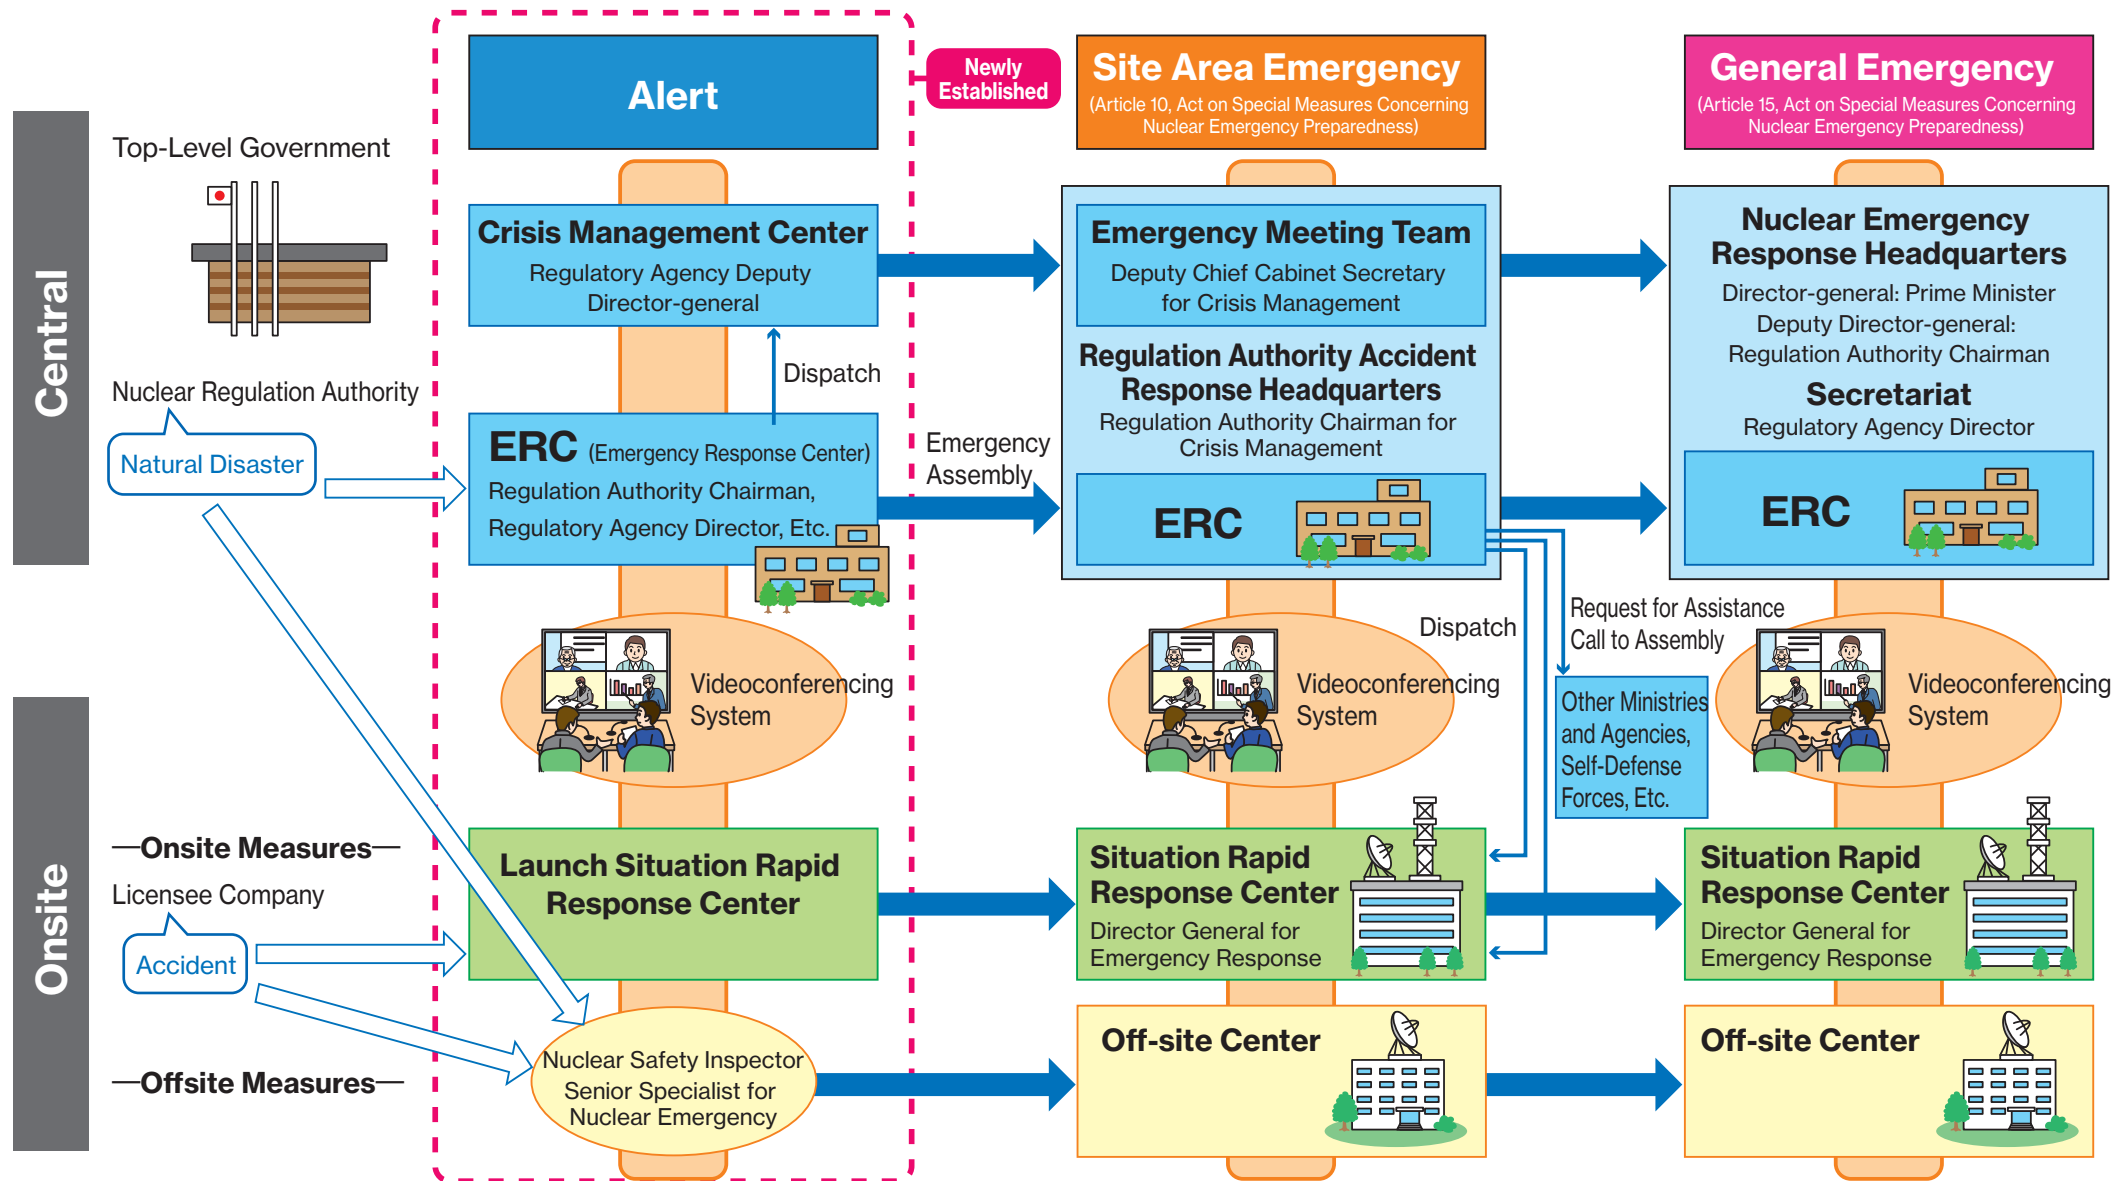 Alert
Newly
Established
Site Area Emergency
(Article 10, Act on Special Measures Concerning
Nuclear Emergency Preparedness)
General Emergency
(Article 15, Act on Special Measures Concerning
Nuclear Emergency Preparedness)
Central
Top-Level Government
Nuclear Regulation Authority
Natural Disaster
Crisis Management Center
Regulatory Agency Deputy
Director-general
Dispatch
ERC (Emergency Response Center)
Regulation Authority Chairman,
Regulatory Agency Director, Etc.
Emergency
Assembly
Emergency Meeting Team
Deputy Chief Cabinet Secretary
for Crisis Management
Regulation Authority Accident
Response Headquarters
Regulation Authority Chairman for
Crisis Management
ERC
Nuclear Emergency
Response Headquarters
Director-general: Prime Minister
Deputy Director-general:
Regulation Authority Chairman
Secretariat
Regulatory Agency Director
ERC
Videoconferencing
System
Videoconferencing
System
Dispatch
Request for Assistance
Call to Assembly
Other Ministries
and Agencies,
Self-Defense
Forces, Etc.
Videoconferencing
System
Onsite
Onsite Measures
Licensee Company
Accident
Offsite Measures
Launch Situation Rapid
Response Center
Situation Rapid
Response Center
Director General for
Emergency Response
Situation Rapid
Response Center
Director General for
Emergency Response
Nuclear Safety Inspector
Senior Specialist for
Nuclear Emergency
Off-site Center
Off-site Center